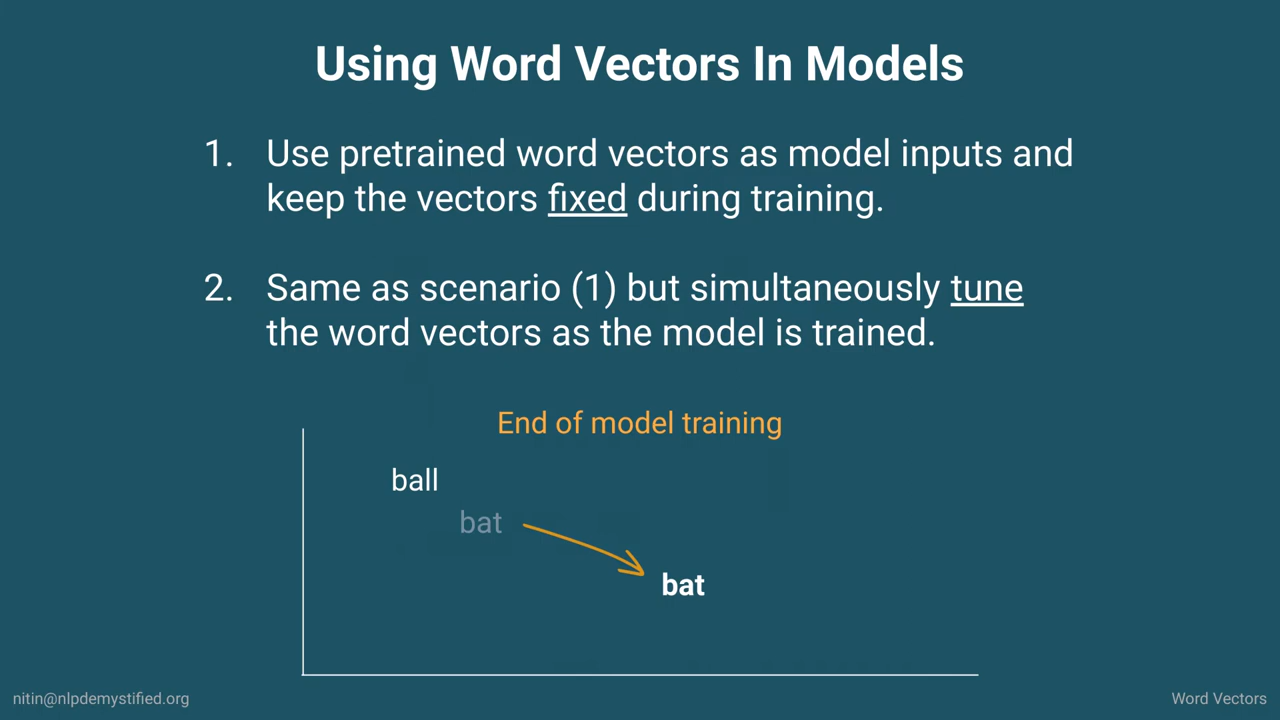 Using Word Vectors In Models
1. Use pretrained word vectors as model inputs and
keep the vectors fixed during training.
2. Same as scenario (1) but simultaneously tune
the word vectors as the model is trained.
End of model training
ball
bat
bat
nitin@nlpdemystified.org
Word Vectors